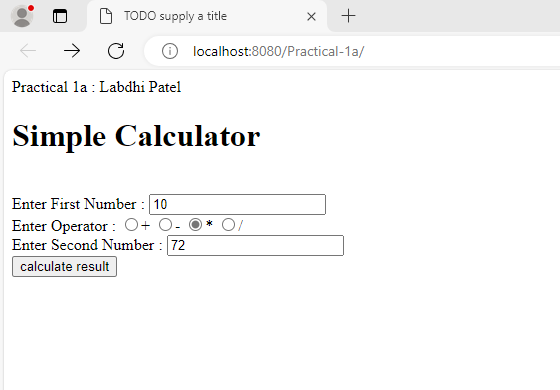 TODO supply a title
localhost:8080/Practical-1a/
Practical 1a : Labdhi Patel
Simple Calculator
Enter First Number : 10
Enter Operator : + - * /
Enter Second Number : 72
calculate result